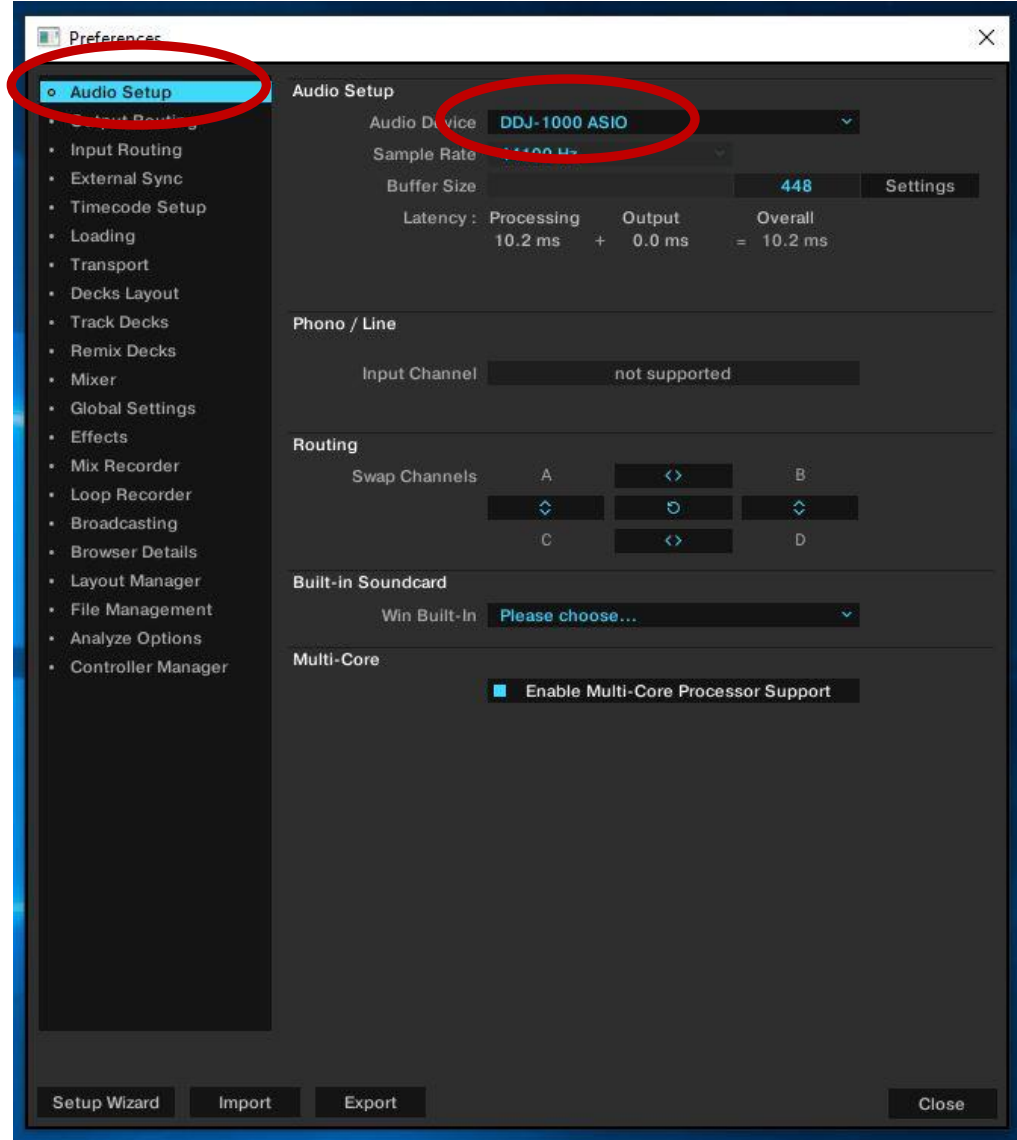 Preferences
Audio Setup
Output Routing
Input Routing
External Sync
Timecode Setup
Loading
Transport
Decks Layout
Track Decks
Remix Decks
Mixer
Global Settings
Effects
Mix Recorder
Loop Recorder
Broadcasting
Browser Details
Layout Manager
File Management
Analyze Options
Controller Manager
Audio Setup
Audio Device DDJ-1000 ASIO
Sample Rate 44100 Hz
Buffer Size 448 Settings
Latency : Processing Output Overall
10.2 ms + 0.0 ms = 10.2 ms
Phono / Line
Input Channel not supported
Routing
Swap Channels A <> B
C <> D
Built-in Soundcard
Win Built-In Please choose...
Multi-Core
Enable Multi-Core Processor Support
Setup Wizard Import Export Close